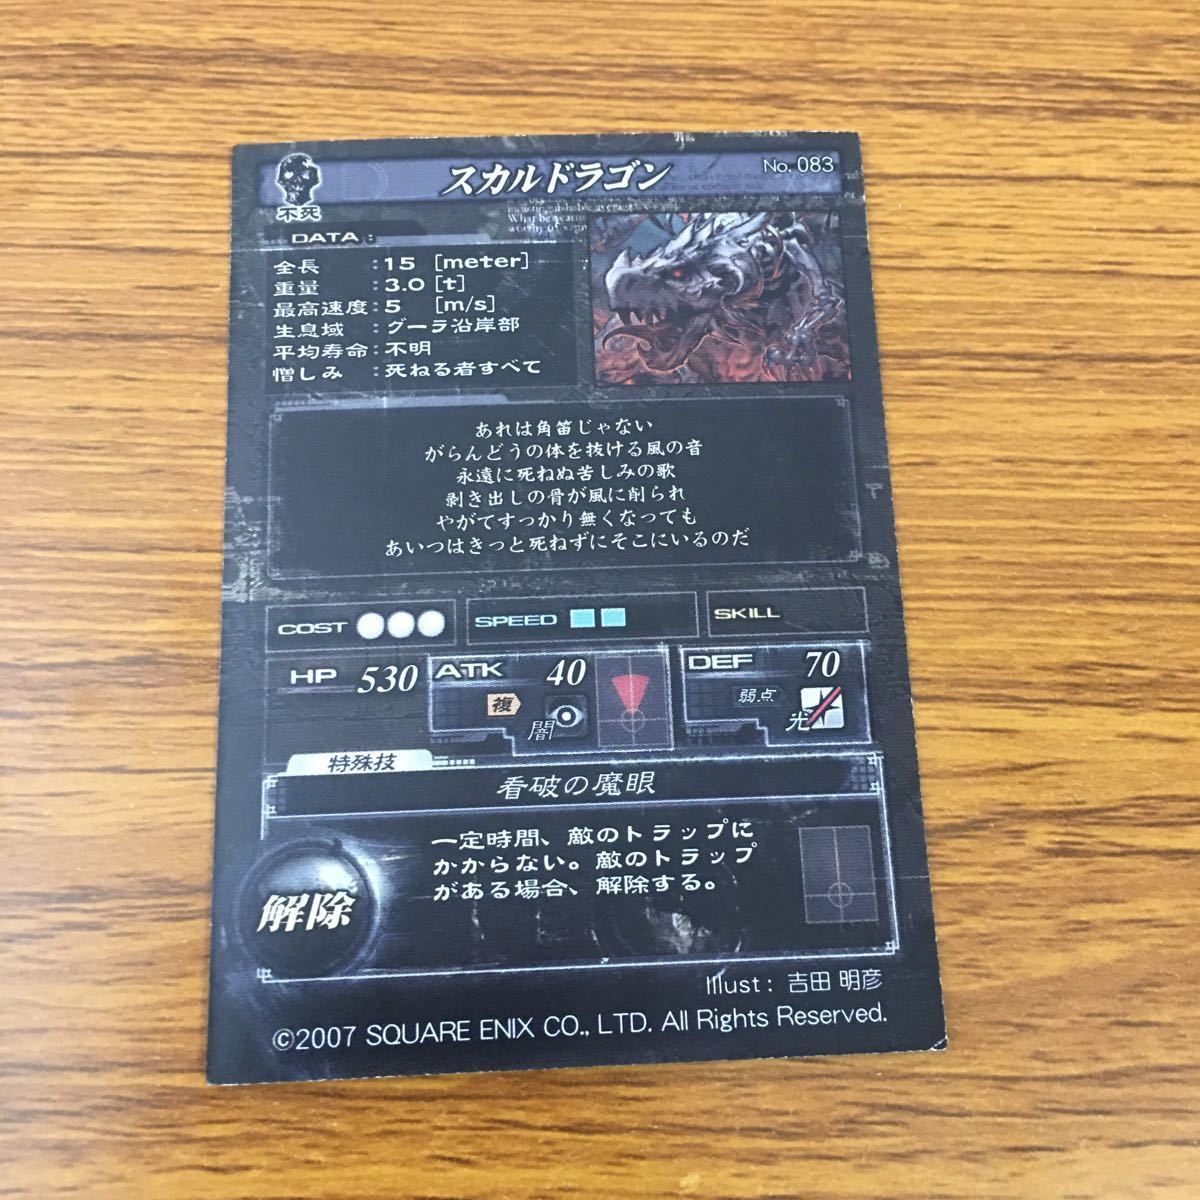 スカルドラゴン
No. 083
不死
DATA :
全長 :15 [meter]
重量 :3.0 [t]
最高速度:5 [m/s]
生息域 :グーラ沿岸部
平均寿命:不明
憎しみ :死ねる者すべて
あれは角笛じゃない
がらんどうの体を抜ける風の音
永遠に死ねぬ苦しみの歌
剥き出しの骨が風に削られ
やがてすっかり無くなっても
あいつはきっと死ねずにそこにいるのだ
COST
SPEED
SKILL
HP 530
ATK 40
複
闇
DEF 70
弱点
光
特殊技
看破の魔眼
解除
一定時間、敵のトラップに
かからない。敵のトラップ
がある場合、解除する。
Illust : 吉田 明彦
©2007 SQUARE ENIX CO., LTD. All Rights Reserved.